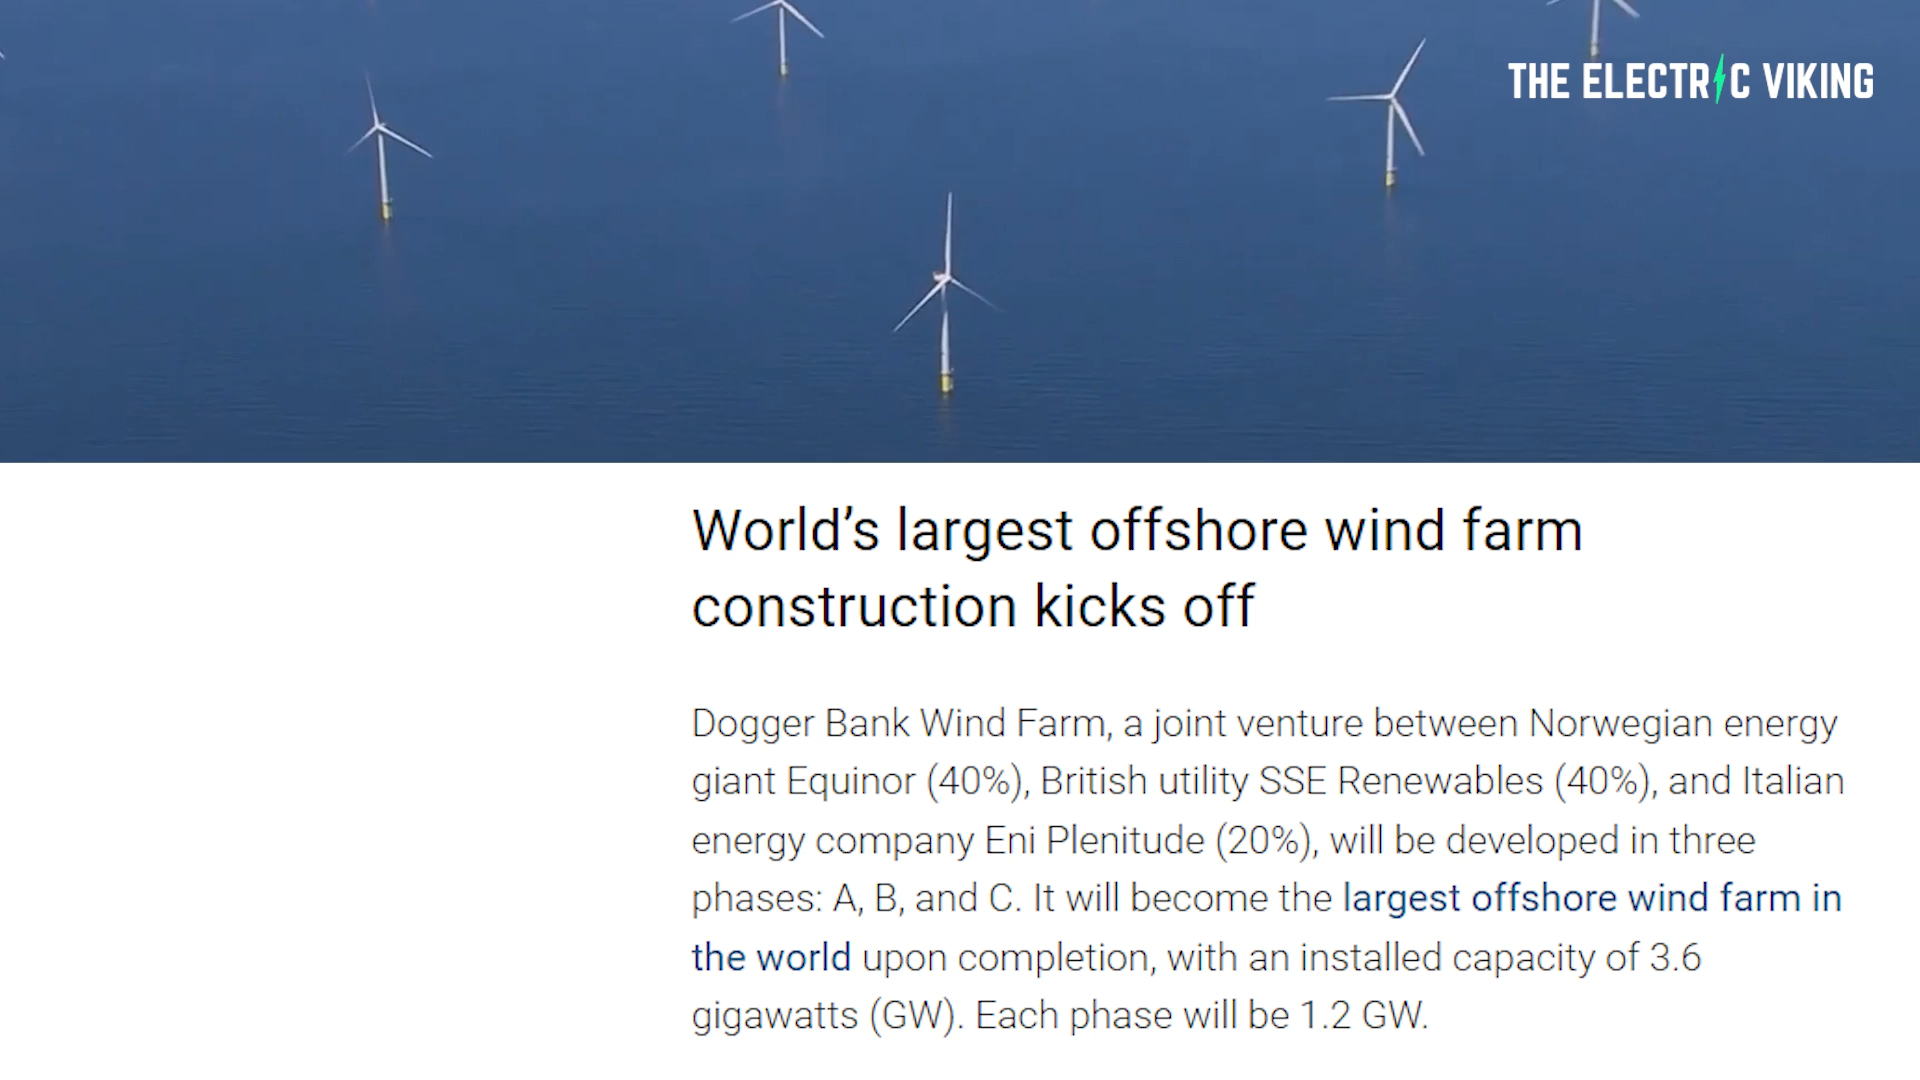 THE ELECTRIC VIKING
World’s largest offshore wind farm
construction kicks off
Dogger Bank Wind Farm, a joint venture between Norwegian energy
giant Equinor (40%), British utility SSE Renewables (40%), and Italian
energy company Eni Plenitude (20%), will be developed in three
phases: A, B, and C. It will become the largest offshore wind farm in
the world upon completion, with an installed capacity of 3.6
gigawatts (GW). Each phase will be 1.2 GW.